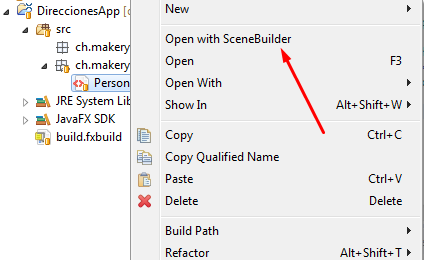 DireccionesApp [d
src
ch.makery
ch.makery
Person
JRE System Lib
JavaFX SDK
build.fxbuild
New
Open with SceneBuilder
Open F3
Open With
Show In Alt+Shift+W
Copy Ctrl+C
Copy Qualified Name
Paste Ctrl+V
Delete Delete
Build Path
Refactor Alt+Shift+T